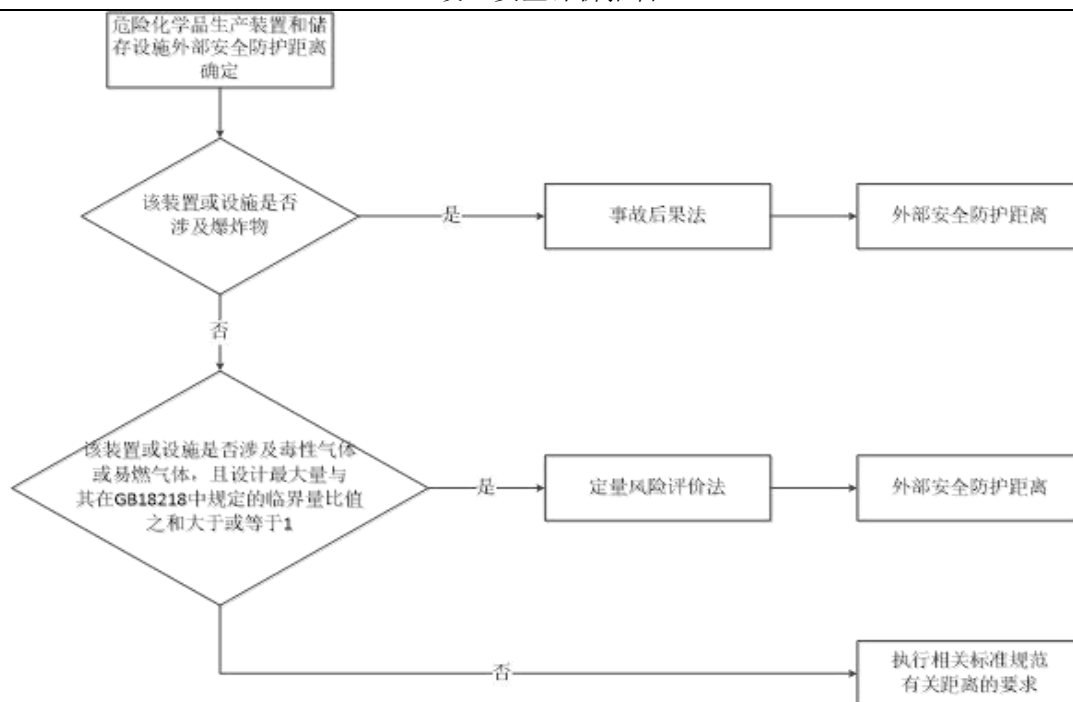 危险化学品生产装置和储
存设施外部安全防护距离
确定
该装置或设施是否
涉及爆炸物
是
事故后果法
外部安全防护距离
否
该装置或设施是否涉及毒性气体
或易燃气体，且设计最大量与
其在GB18218中规定的临界量比值
之和大于或等于1
是
定量风险评价法
外部安全防护距离
否
执行相关标准规范
有关距离的要求